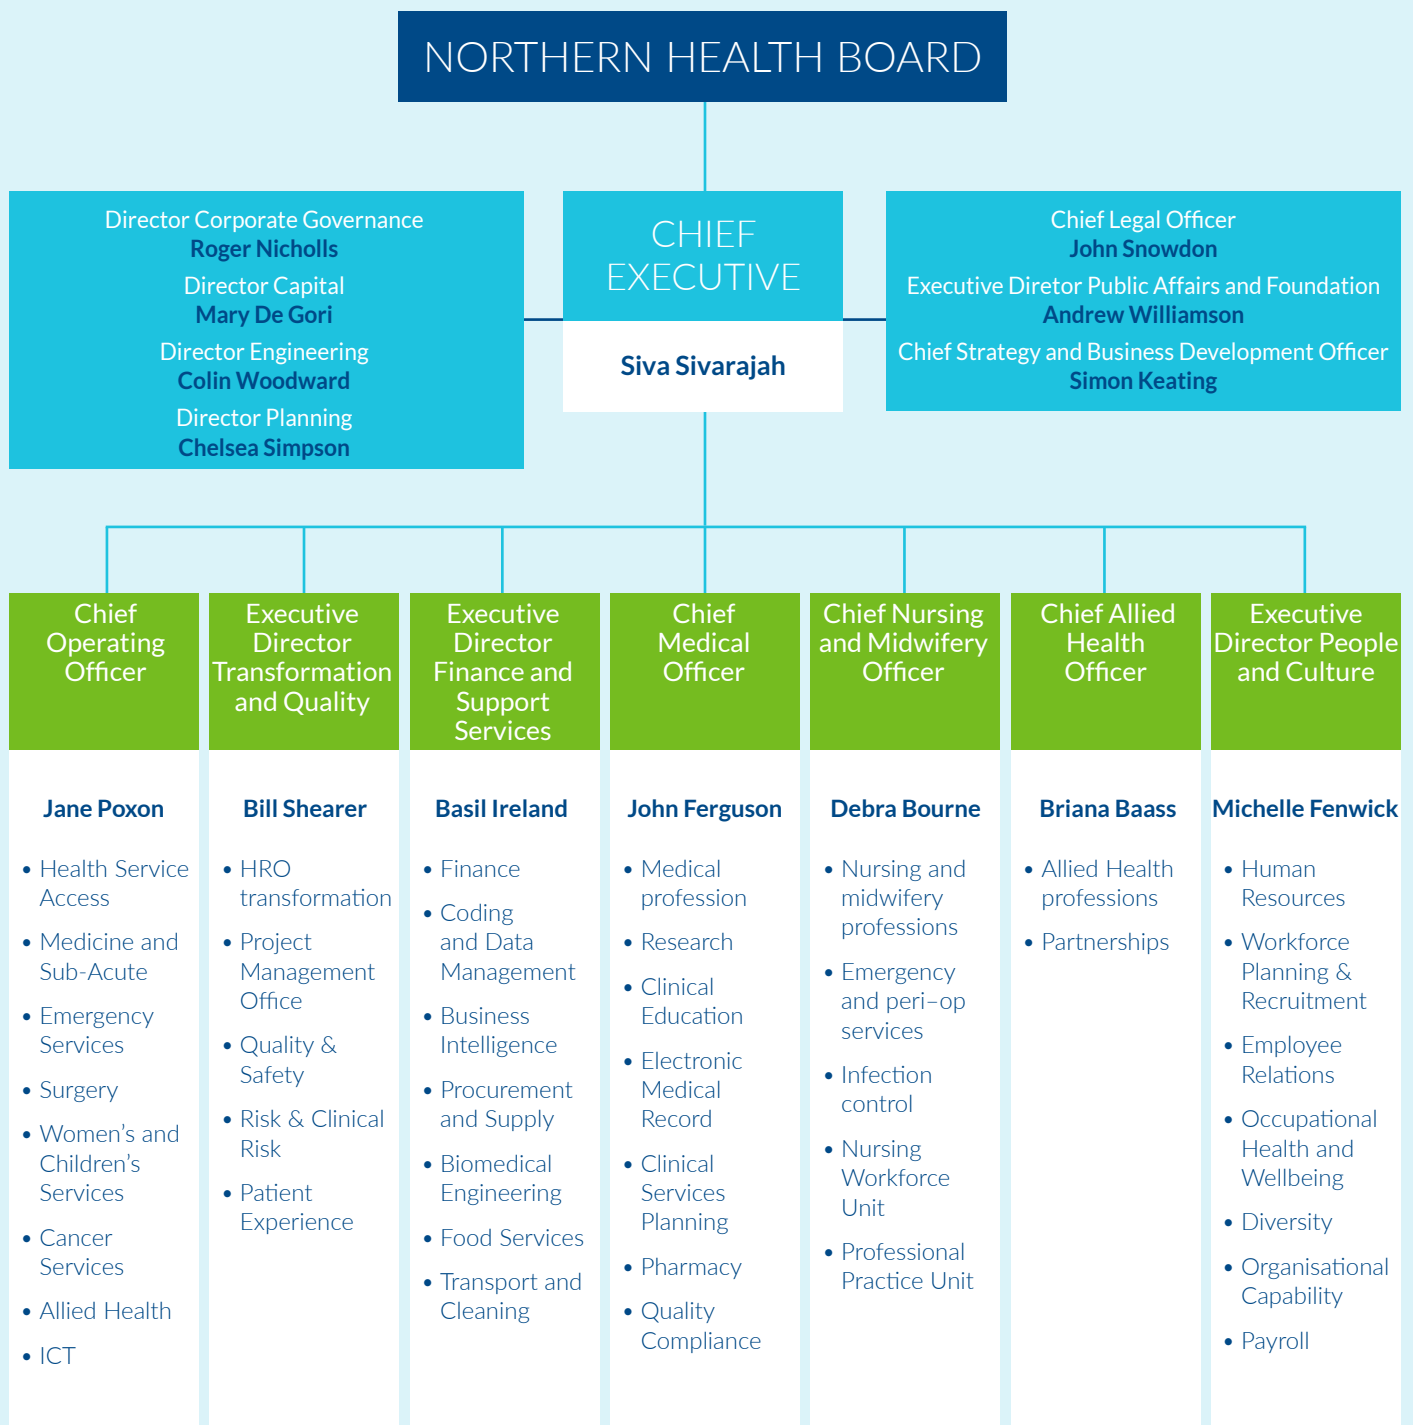 NORTHERN HEALTH BOARD
Director Corporate Governance
Roger Nicholls
Director Capital
Mary De Gori
Director Engineering
Colin Woodward
Director Planning
Chelsea Simpson
CHIEF
EXECUTIVE
Siva Sivarajah
Chief Legal Officer
John Snowdon
Executive Diretor Public Affairs and Foundation
Andrew Williamson
Chief Strategy and Business Development Officer
Simon Keating
Chief
Operating
Officer
Jane Poxon
• Health Service
Access
• Medicine and
Sub-Acute
• Emergency
Services
• Surgery
• Women’s and
Children’s
Services
• Cancer
Services
• Allied Health
• ICT
Executive
Director
Transformation
and Quality
Bill Shearer
• HRO
transformation
• Project
Management
Office
• Quality &
Safety
• Risk & Clinical
Risk
• Patient
Experience
Executive
Director
Finance and
Support
Services
Basil Ireland
• Finance
• Coding
and Data
Management
• Business
Intelligence
• Procurement
and Supply
• Biomedical
Engineering
• Food Services
• Transport and
Cleaning
Chief
Medical
Officer
John Ferguson
• Medical
profession
• Research
• Clinical
Education
• Electronic
Medical
Record
• Clinical
Services
Planning
• Pharmacy
• Quality
Compliance
Chief Nursing
and Midwifery
Officer
Debra Bourne
• Nursing and
midwifery
professions
• Emergency
and peri–op
services
• Infection
control
• Nursing
Workforce
Unit
• Professional
Practice Unit
Chief Allied
Health
Officer
Briana Baass
• Allied Health
professions
• Partnerships
Executive
Director People
and Culture
Michelle Fenwick
• Human
Resources
• Workforce
Planning &
Recruitment
• Employee
Relations
• Occupational
Health and
Wellbeing
• Diversity
• Organisational
Capability
• Payroll